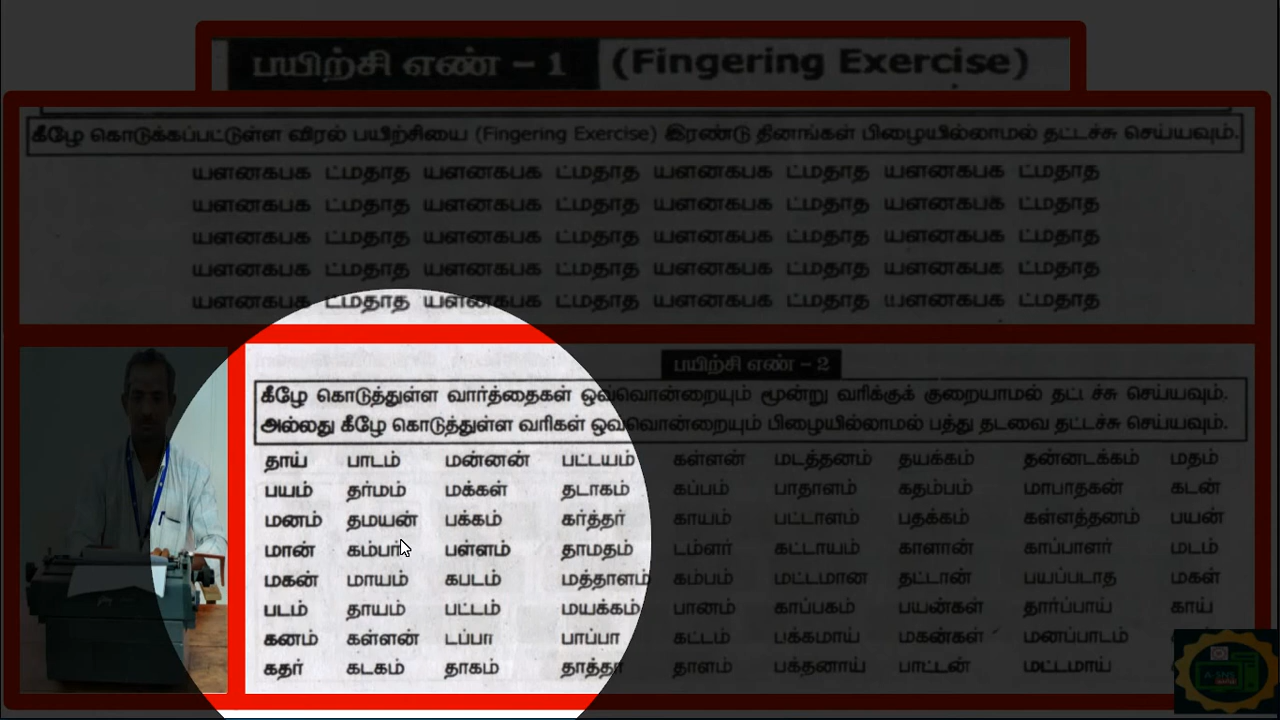 பயிற்சி எண் – 1 (Fingering Exercise)
கீழே கொடுக்கப்பட்டுள்ள விரல் பயிற்சியை (Fingering Exercise) இரண்டு தினங்கள் பிழையில்லாமல் தட்டச்சு செய்யவும்.
யளனகபக ட்மதாத யளனகபக ட்மதாத யளனகபக ட்மதாத யளனகபக ட்மதாத
யளனகபக ட்மதாத யளனகபக ட்மதாத யளனகபக ட்மதாத யளனகபக ட்மதாத
யளனகபக ட்மதாத யளனகபக ட்மதாத யளனகபக ட்மதாத யளனகபக ட்மதாத
யளனகபக ட்மதாத யளனகபக ட்மதாத யளனகபக ட்மதாத யளனகபக ட்மதாத
யளனகபக ட்மதாத யளனகபக ட்மதாத யளனகபக ட்மதாத யளனகபக ட்மதாத
பயிற்சி எண் – 2
கீழே கொடுத்துள்ள வார்த்தைகள் ஒவ்வொன்றையும் மூன்று வரிக்குக் குறையாமல் தட்டச்சு செய்யவும்.
அல்லது கீழே கொடுத்துள்ள வரிகள் ஒவ்வொன்றையும் பிழையில்லாமல் பத்து தடவை தட்டச்சு செய்யவும்.
தாய் பாடம் மன்னன் பட்டயம் கள்ளன் மடத்தனம் தயக்கம் தன்னடக்கம் மதம்
பயம் தர்மம் மக்கள் தடாகம் கப்பம் பாதாளம் கதம்பம் மாபாதகன் கடன்
மனம் தமயன் பக்கம் கர்த்தர் காயம் பட்டாளம் பதக்கம் கள்ளத்தனம் பயன்
மான் கம்பர் பள்ளம் தாமதம் டம்ளர் கட்டாயம் காளான் காப்பாளர் மடம்
மகன் மாயம் கபடம் மத்தாளம் கம்பம் மட்டமான தட்டான் பயப்படாத மகள்
படம் தாயம் பட்டம் மயக்கம் பானம் காப்பகம் பயன்கள் தார்ப்பாய் காய்
கனம் கள்ளன் டப்பா பாப்பா கட்டம் பக்கமாய் மகன்கள் மனப்பாடம்
கதர் கடகம் தாகம் தாத்தா தாளம் பக்தனாய் பாட்டன் மட்டமாய்